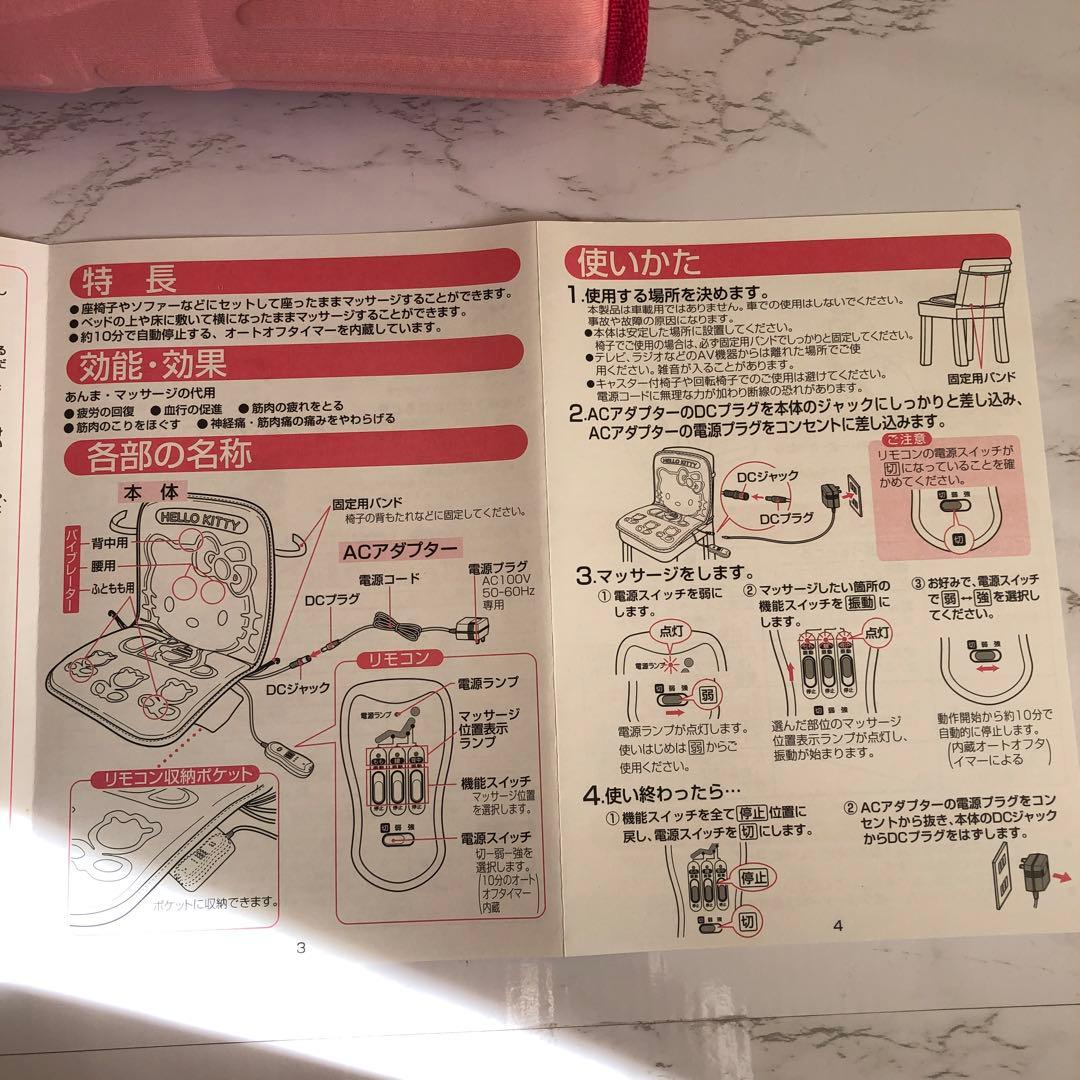 特 長
●座椅子やソファーなどにセットして座ったままマッサージすることができます。
●ベッドの上や床に敷いて横になったままマッサージすることができます。
●約10分で自動停止する、オートオフタイマーを内蔵しています。
効能・効果
あんま・マッサージの代用
●疲労の回復 ●血行の促進 ●筋肉の疲れをとる
●筋肉のこりをほぐす ●神経痛・筋肉痛の痛みをやわらげる
各部の名称
本 体
HELLO KITTY
バイブレーター
背中用
腰用
ふともも用
固定用バンド
椅子の背もたれなどに固定してください。
ACアダプター
電源コード
電源プラグ
AC100V
50-60Hz
専用
DCプラグ
DCジャック
リモコン
電源ランプ
電源ランプ
マッサージ
位置表示
ランプ
機能スイッチ
マッサージ位置
を選択します。
停止 停止 停止
切 弱 強
電源スイッチ
切−弱−強を
選択します。
(10分のオート
オフタイマー
内蔵)
リモコン収納ポケット
ポケットに収納できます。
3
使いかた
1.使用する場所を決めます。
本製品は車載用ではありません。車での使用はしないでください。
事故や故障の原因になります。
●本体は安定した場所に設置してください。
椅子でご使用の場合は、必ず固定用バンドでしっかりと固定してください。
●テレビ、ラジオなどのAV機器からは離れた場所でご使
用ください。雑音が入ることがあります。
●キャスター付椅子や回転椅子でのご使用は避けてください。
電源コードに無理な力が加わり断線の恐れがあります。
固定用バンド
2.ACアダプターのDCプラグを本体のジャックにしっかりと差し込み、
ACアダプターの電源プラグをコンセントに差し込みます。
HELLO KITTY
DCジャック
DCプラグ
ご注意
リモコンの電源スイッチが
切になっていることを確
かめてください。
切 弱 強
切
3.マッサージをします。
①電源スイッチを弱に
します。
点灯
電源ランプ
切 弱 強
弱
電源ランプが点灯します。
使いはじめは弱からご
使用ください。
②マッサージしたい箇所の
機能スイッチを振動に
します。
点灯
停止 停止 停止
切 弱 強
選んだ部位のマッサージ
位置表示ランプが点灯し、
振動が始まります。
③お好みで、電源スイッチ
で弱↔強を選択し
てください。
切 弱 強
動作開始から約10分で
自動的に停止します。
(内蔵オートオフタ
イマーによる)
4.使い終わったら…
①機能スイッチを全て停止位置に
戻し、電源スイッチを切にします。
停止
切 弱 強
切
②ACアダプターの電源プラグをコン
セントから抜き、本体のDCジャック
からDCプラグをはずします。
4